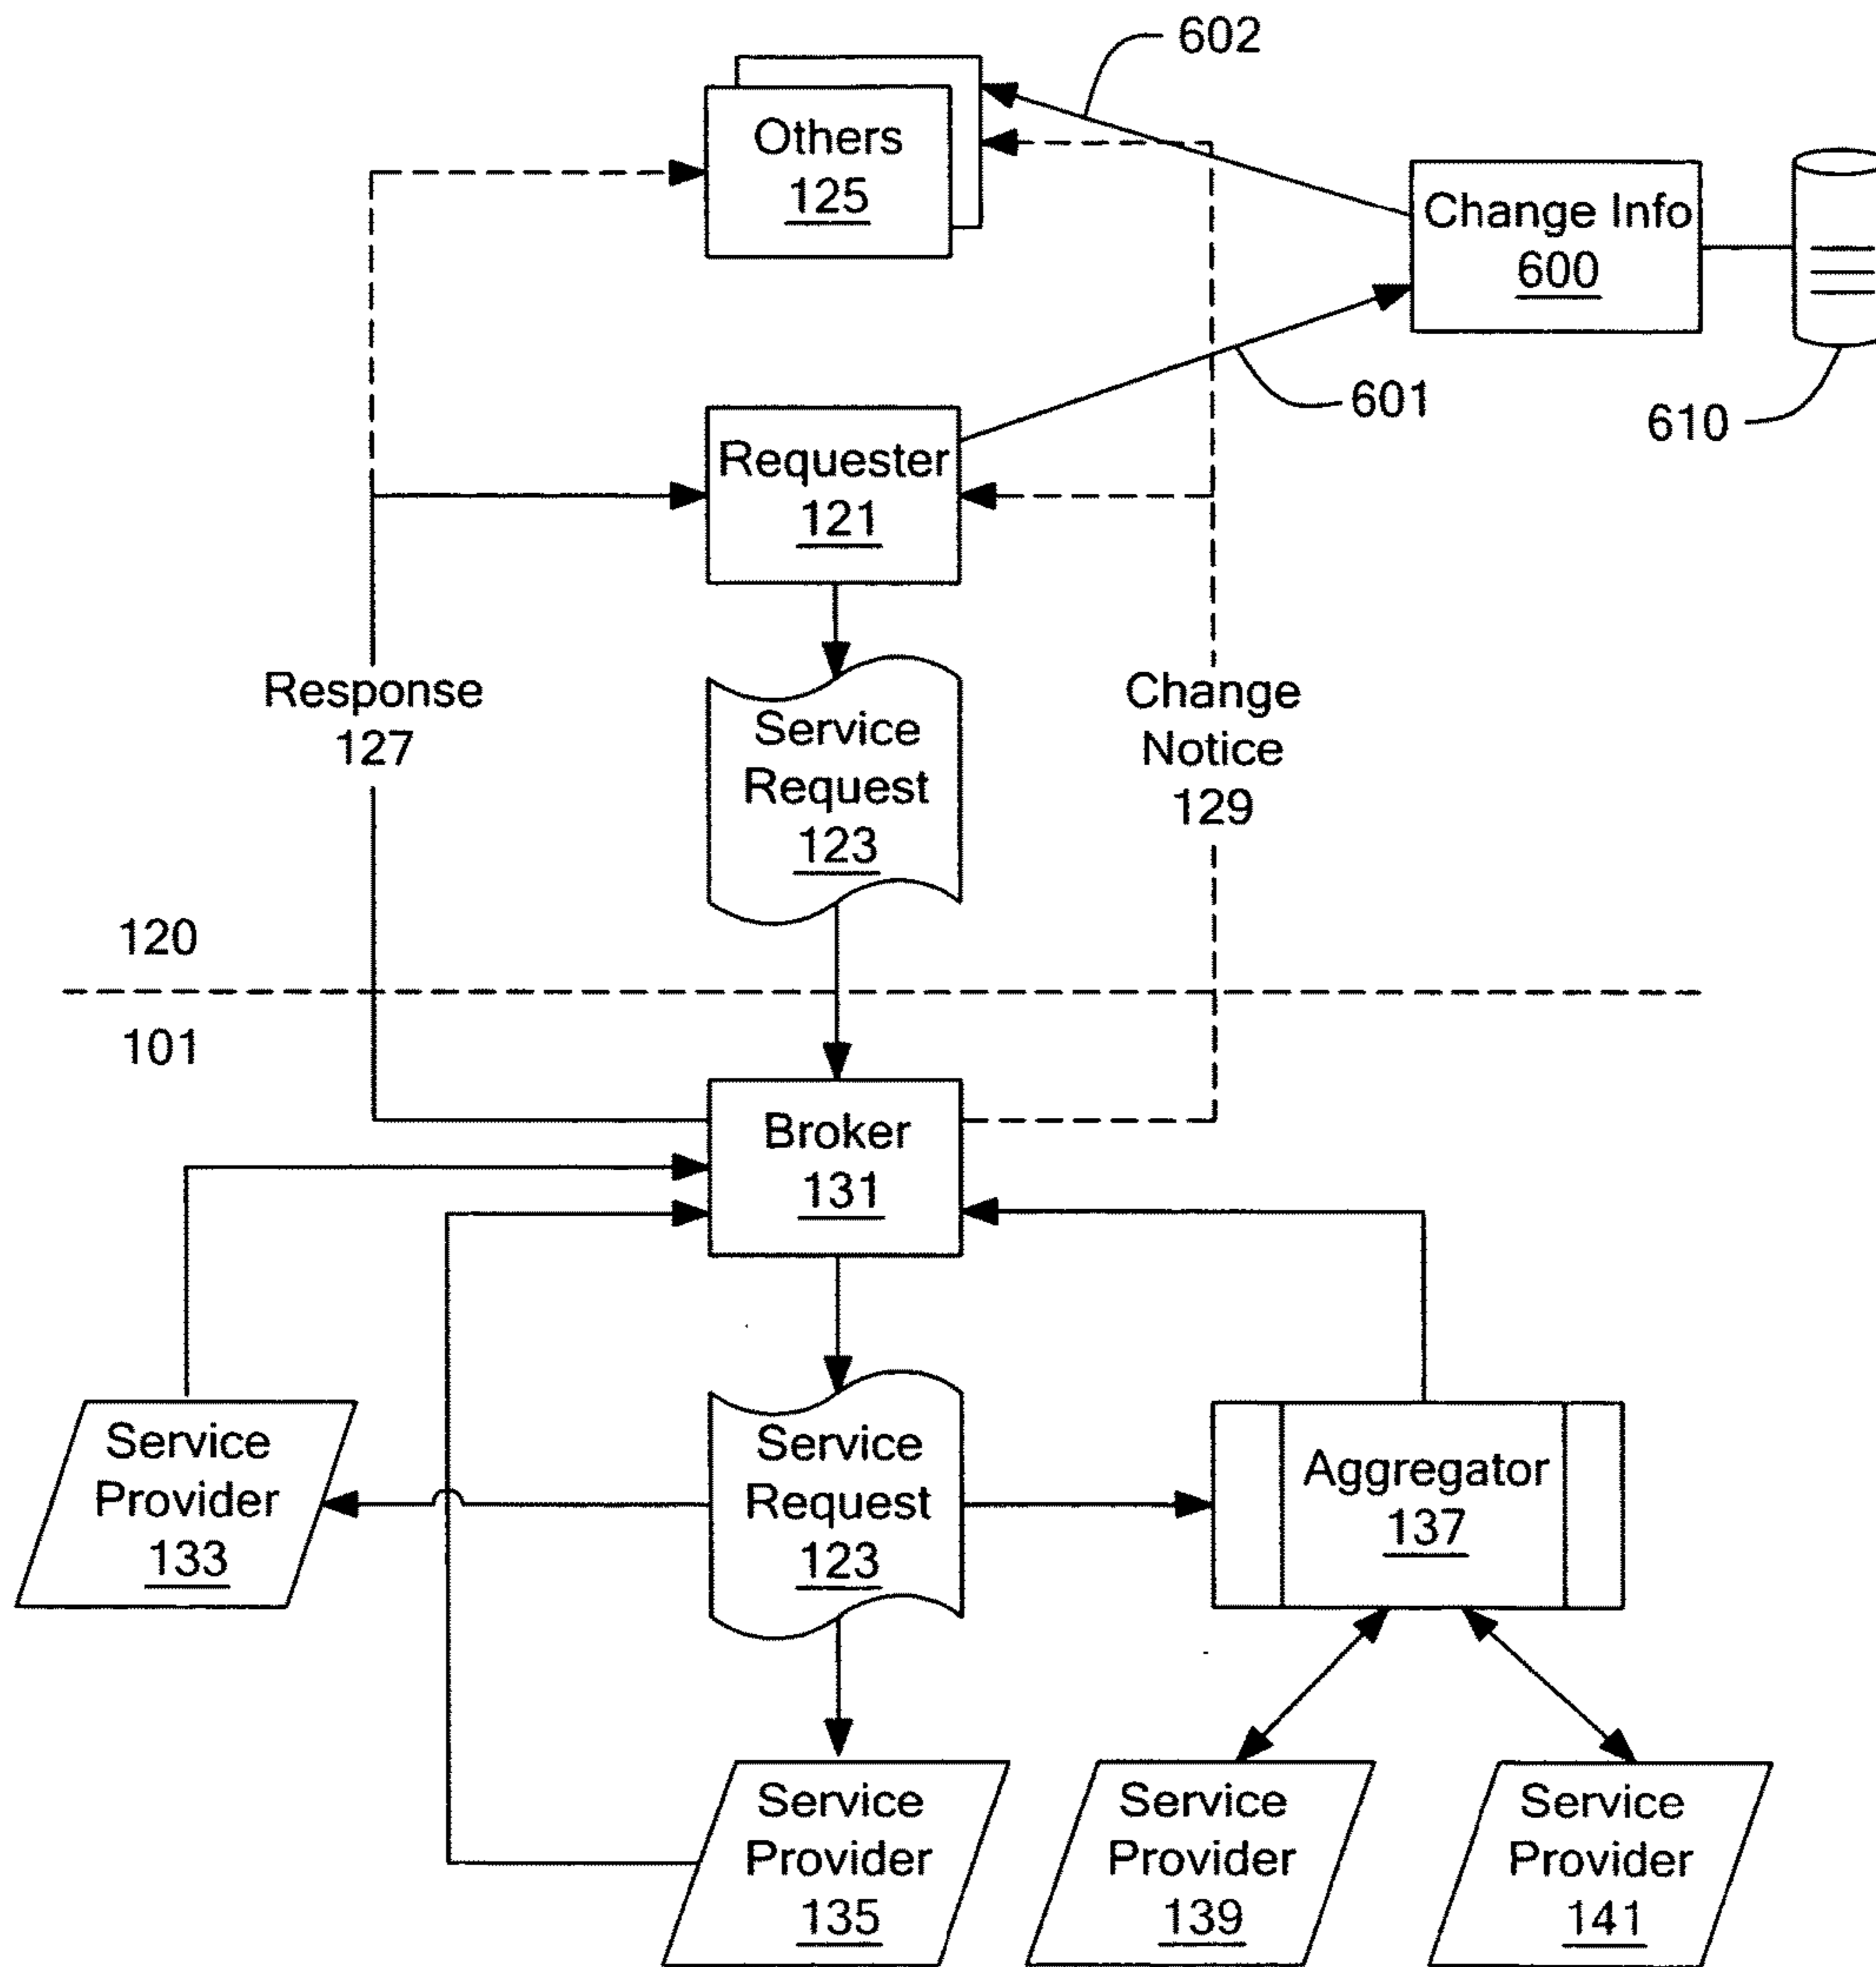 602
Others
125
Change Info
600
601
610
Requester
121
Response
127
Service
Request
123
Change
Notice
129
120
101
Broker
131
Service
Provider
133
Service
Request
123
Aggregator
137
Service
Provider
135
Service
Provider
139
Service
Provider
141